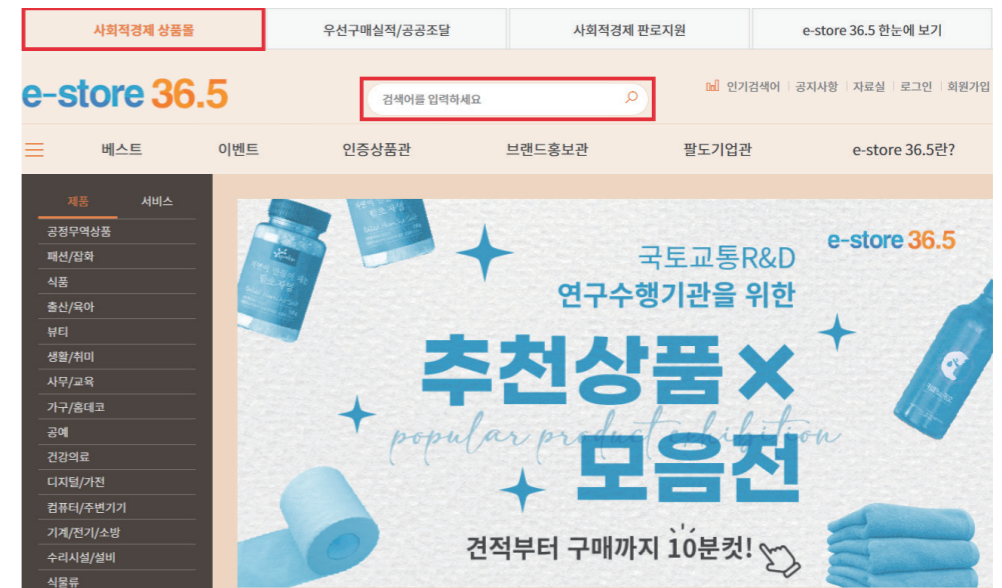 사회적경제 상품몰 우선구매실적/공공조달 사회적경제 판로지원 e-store 36.5 한눈에 보기
e-store 36.5
검색어를 입력하세요
인기검색어 공지사항 자료실 로그인 회원가입
베스트 이벤트 인증상품관 브랜드홍보관 팔도기업관 e-store 36.5란?
제품 서비스
공정무역상품
패션/잡화
식품
출산/육아
뷰티
생활/취미
사무/교육
가구/홈데코
공예
건강의료
디지털/가전
컴퓨터/주변기기
기계/전기/소방
수리시설/설비
식물류
e-store 36.5
국토교통R&D
연구수행기관을 위한
추천상품×
popular product exhibition
모음전
견적부터 구매까지 10분컷!